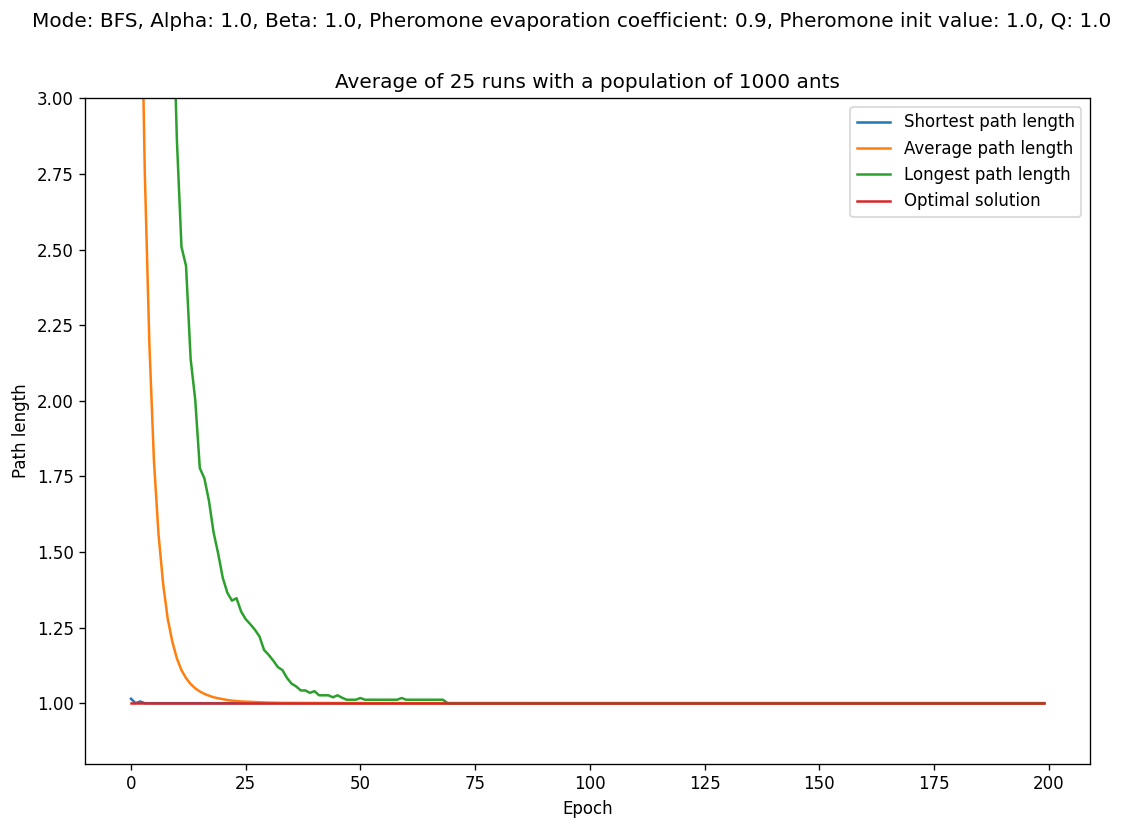 Mode: BFS, Alpha: 1.0, Beta: 1.0, Pheromone evaporation coefficient: 0.9, Pheromone init value: 1.0, Q: 1.0
Average of 25 runs with a population of 1000 ants
3.00
2.75
2.50
2.25
2.00
1.75
1.50
1.25
1.00
Path length
Shortest path length
Average path length
Longest path length
Optimal solution
0 25 50 75 100 125 150 175 200
Epoch